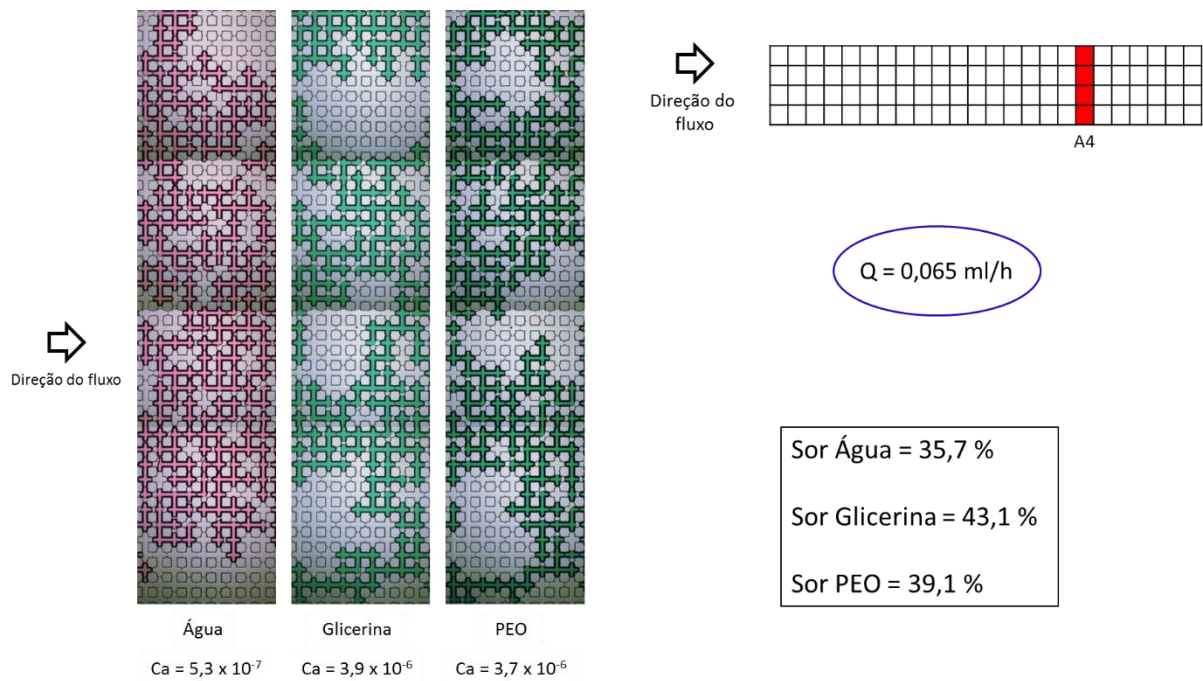 Direção do fluxo
Água
Ca = 5,3 x 10⁻⁷
Glicerina
Ca = 3,9 x 10⁻⁶
PEO
Ca = 3,7 x 10⁻⁶
Direção do
fluxo
A4
Q = 0,065 ml/h
Sor Água = 35,7 %
Sor Glicerina = 43,1 %
Sor PEO = 39,1 %